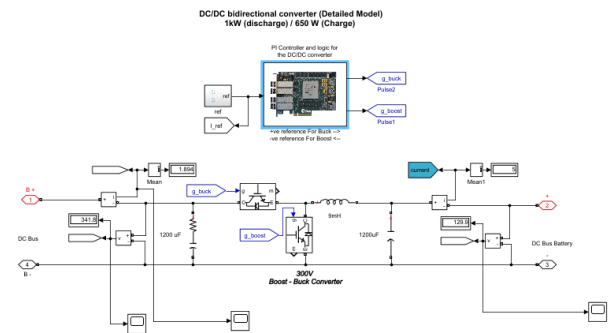 DC/DC bidirectional converter (Detailed Model)
1kW (discharge) / 650 W (Charge)
PI Controller and logic for
the DC/DC converter
ref
ref
I_ref
g_buck
Pulse2
g_boost
Pulse1
+ve reference For Buck -->
-ve reference For Boost <--
B +
1
Mean
1.894
g_buck
g
m
current
Mean1
5
+
2
341.8
DC Bus
1200 uF
g_boost
9mH
1200uF
DC Bus Battery
4
B -
-
3
300V
Boost - Buck Converter